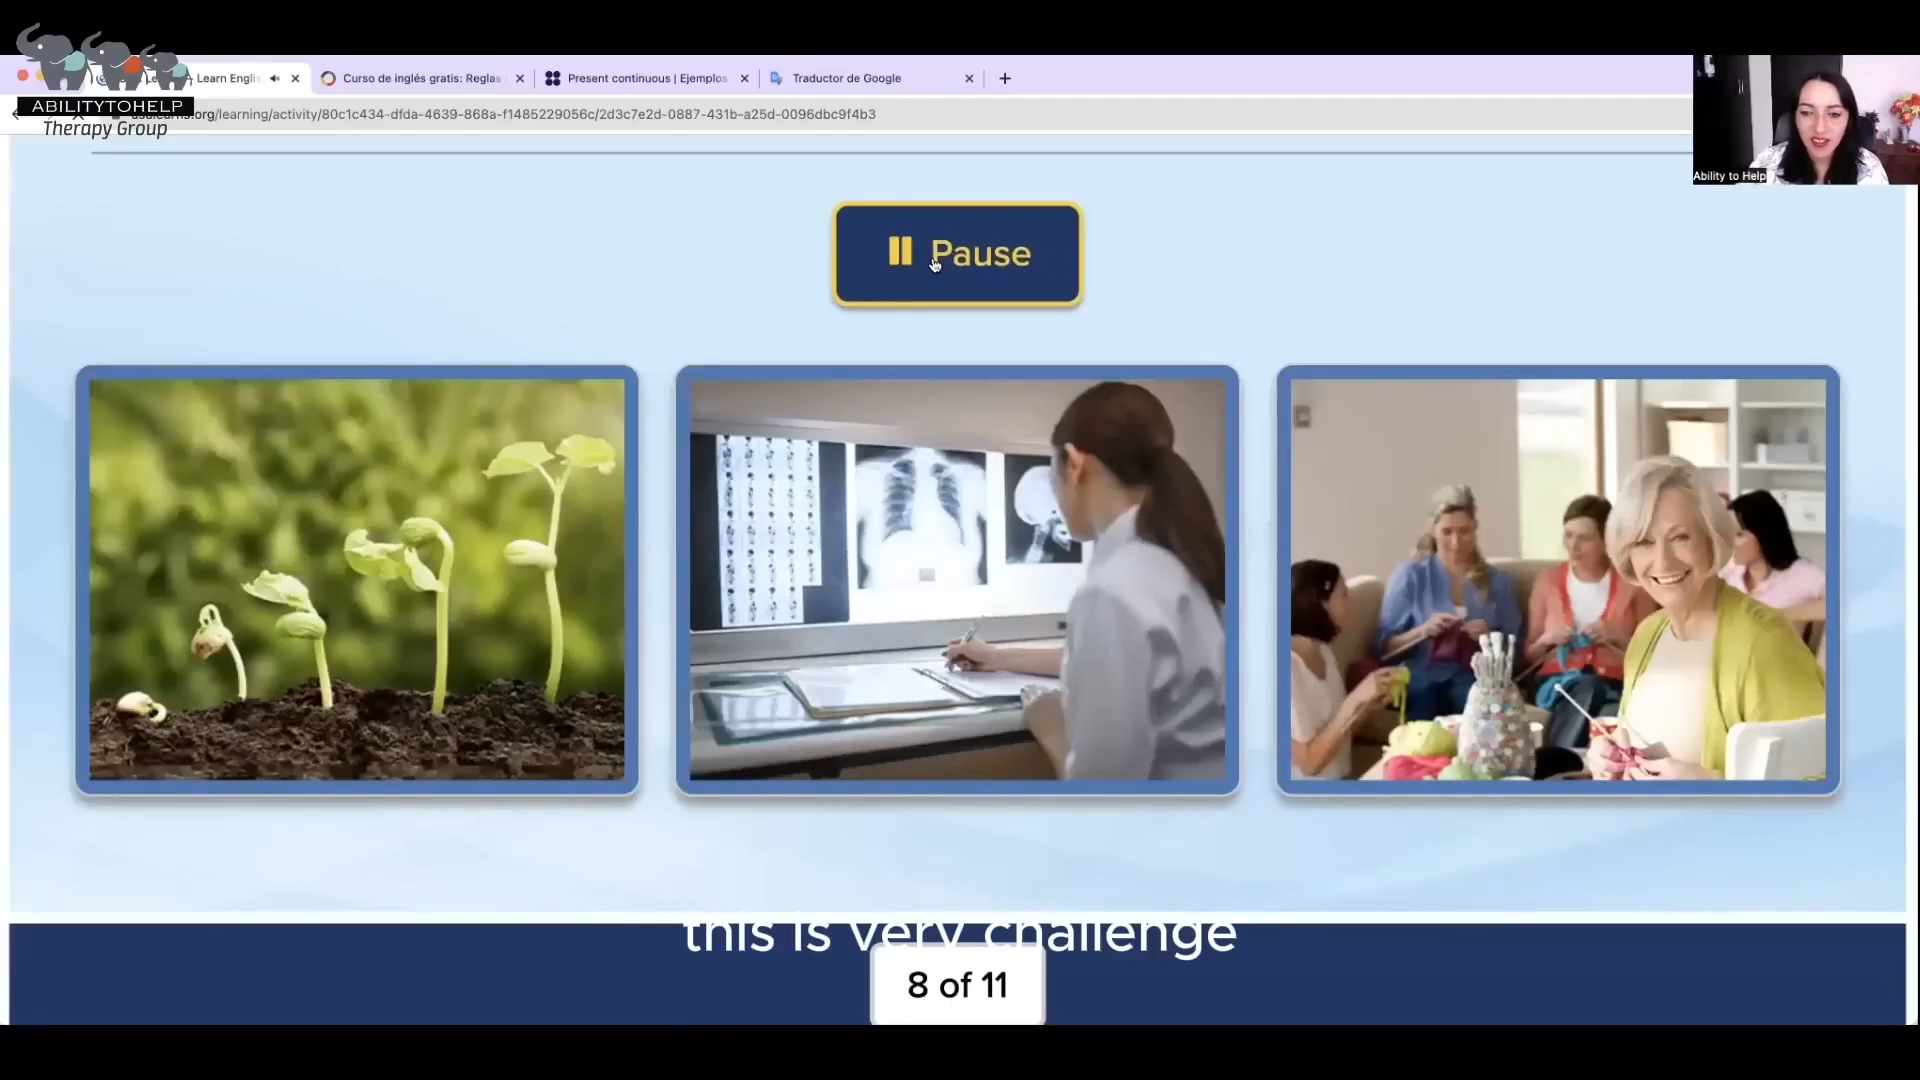 Learn Englis
Curso de inglés gratis: Reglas
Present continuous | Ejemplos
Traductor de Google
ABILITYTOHELP
Therapy Group
.org/learning/activity/80c1c434-dfda-4639-868a-f1485229056c/2d3c7e2d-0887-431b-a25d-0096dbc9f4b3
Ability to Help
Pause
this is very challenge
8 of 11